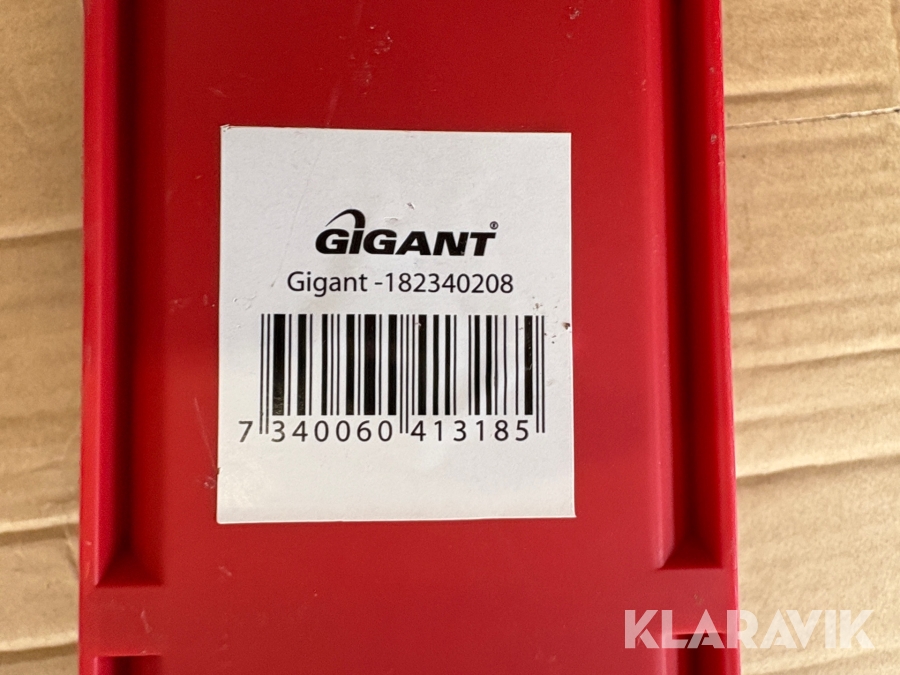 GIGANT®
Gigant -182340208
7 340060 413185
KLARAVIK